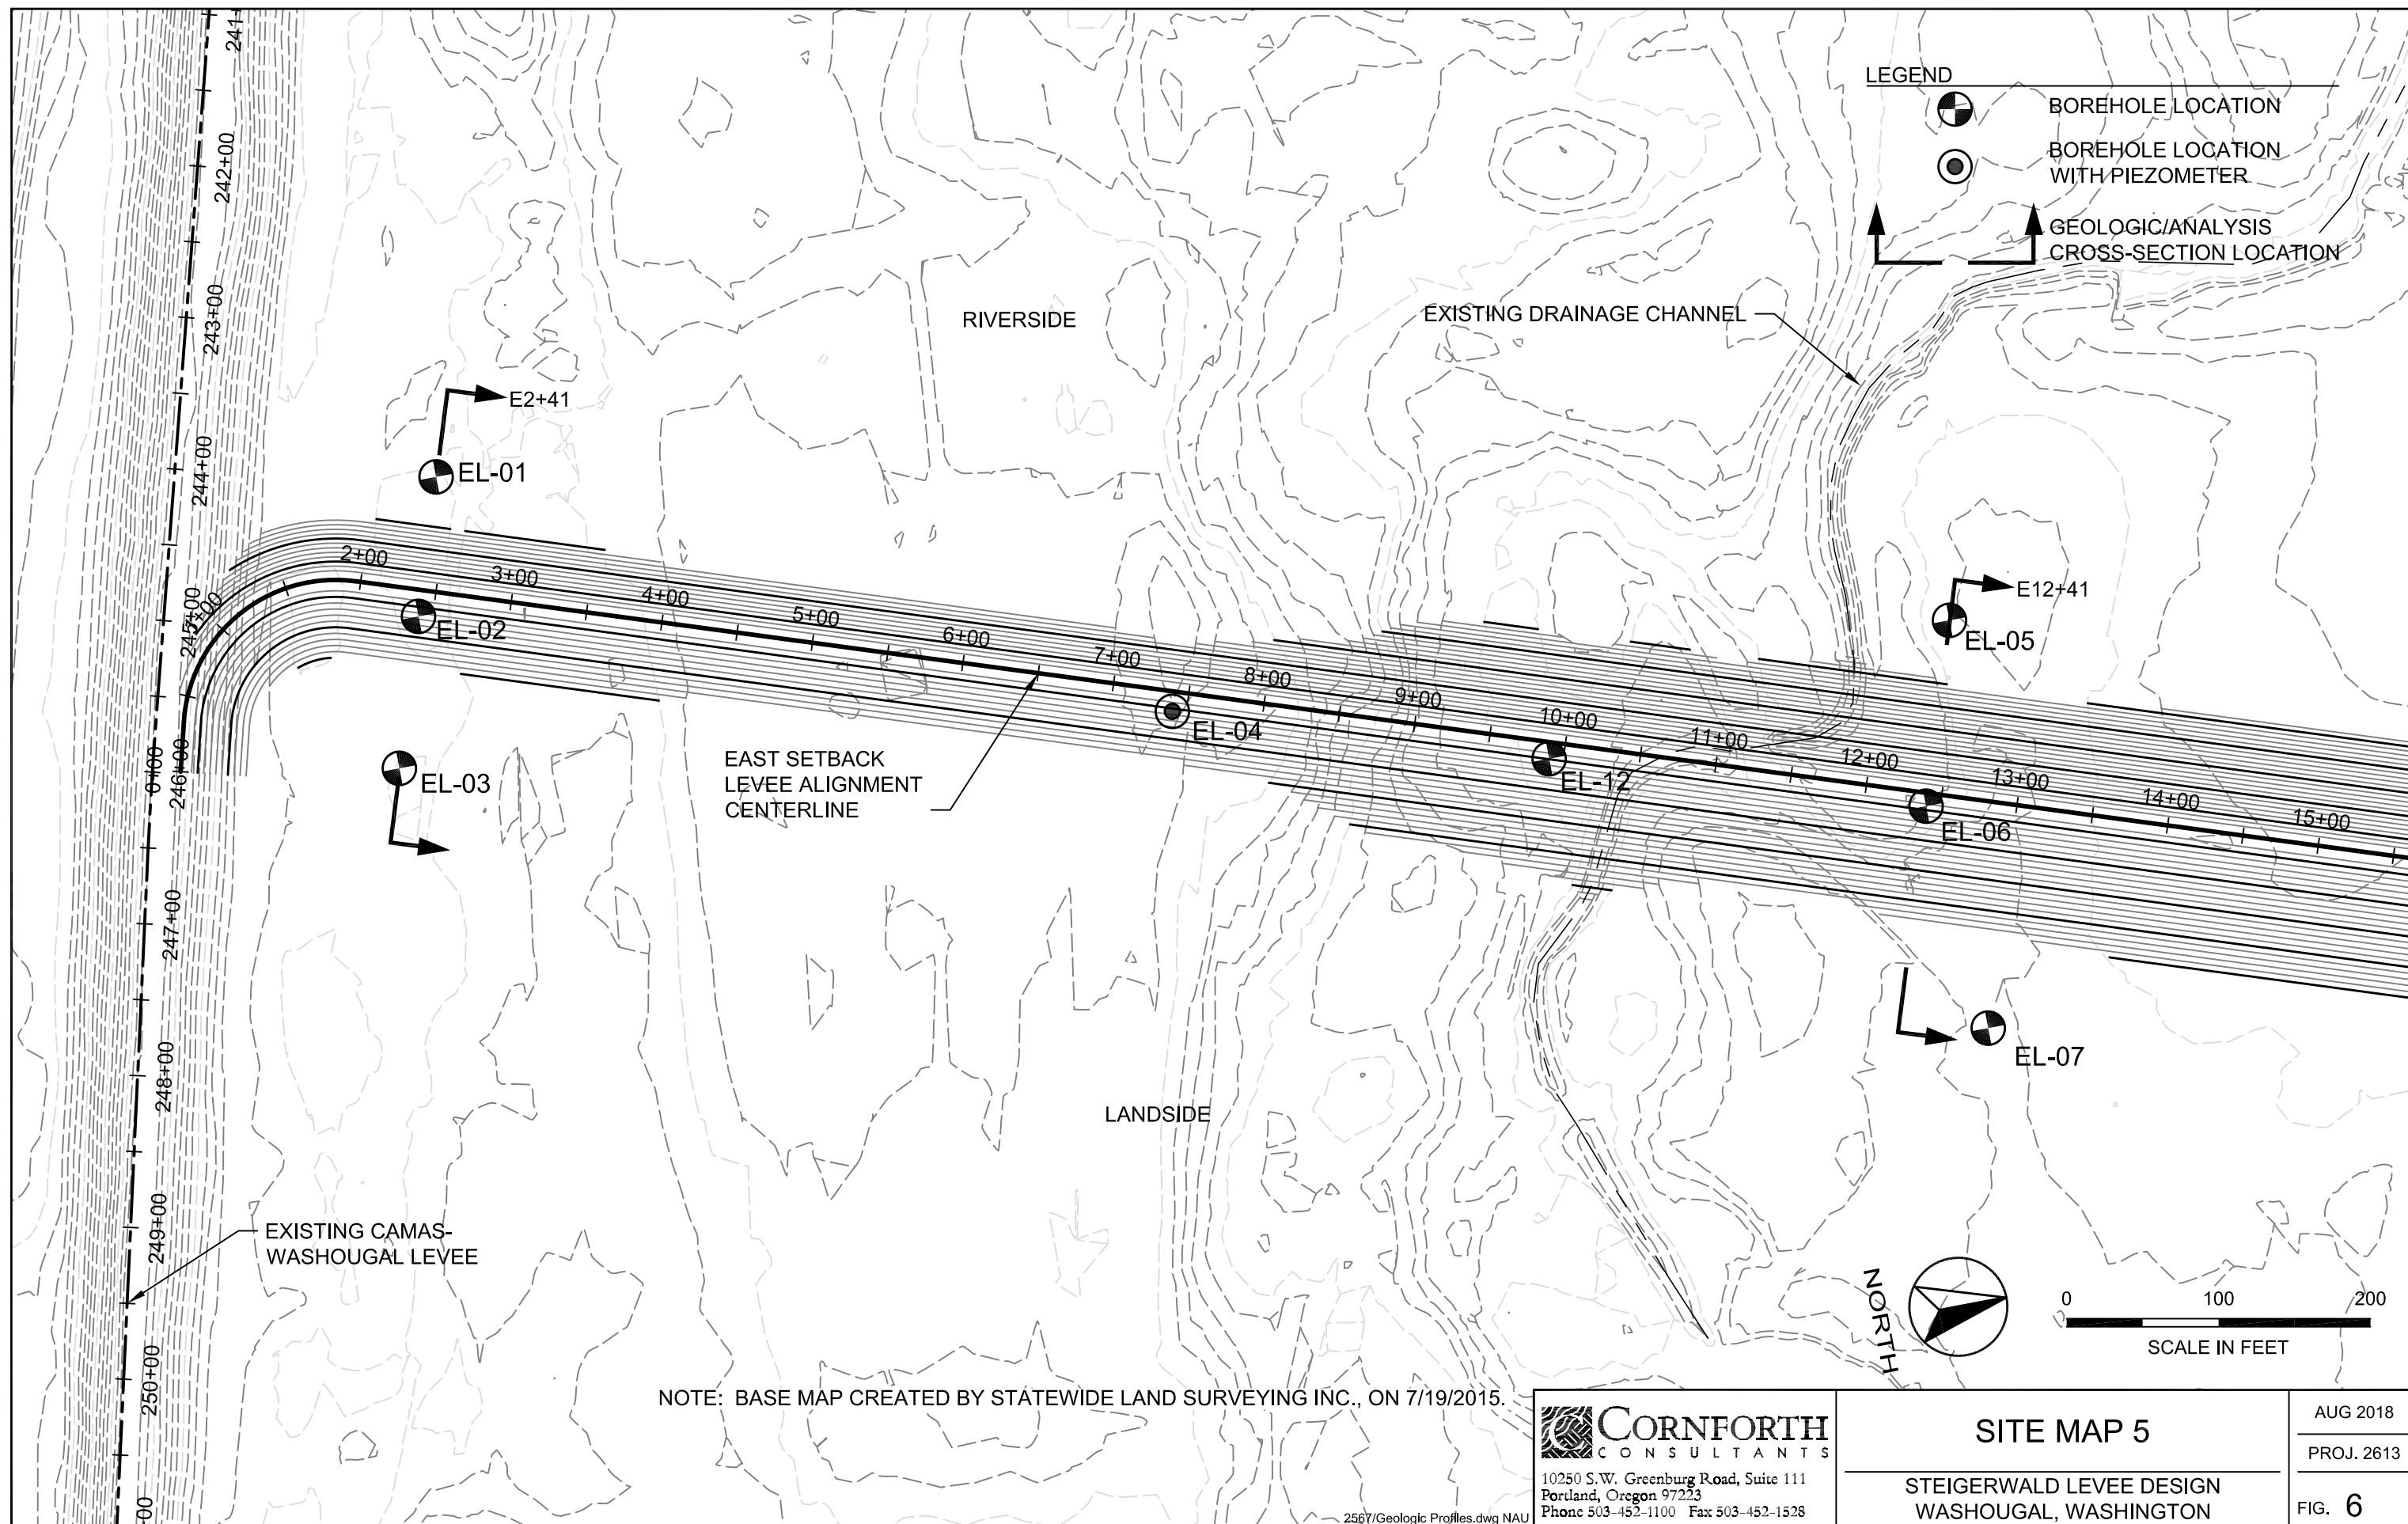 LEGEND
BOREHOLE LOCATION
BOREHOLE LOCATION
WITH PIEZOMETER
GEOLOGIC/ANALYSIS
CROSS-SECTION LOCATION
241+
242+00
243+00
244+00
245+00
246+00
247+00
248+00
249+00
250+00
00
RIVERSIDE
EXISTING DRAINAGE CHANNEL
E2+41
EL-01
E12+41
EL-05
0+00
1+00
2+00
3+00
4+00
5+00
6+00
7+00
8+00
9+00
10+00
11+00
12+00
13+00
14+00
15+00
EL-02
EL-03
EL-04
EL-12
EL-06
EL-07
EAST SETBACK
LEVEE ALIGNMENT
CENTERLINE
LANDSIDE
EXISTING CAMAS-
WASHOUGAL LEVEE
NORTH
0 100 200
SCALE IN FEET
NOTE: BASE MAP CREATED BY STATEWIDE LAND SURVEYING INC., ON 7/19/2015.
2567/Geologic Profiles.dwg NAU
CORNFORTH
CONSULTANTS
10250 S.W. Greenburg Road, Suite 111
Portland, Oregon 97223
Phone 503-452-1100 Fax 503-452-1528
SITE MAP 5
STEIGERWALD LEVEE DESIGN
WASHOUGAL, WASHINGTON
AUG 2018
PROJ. 2613
FIG. 6